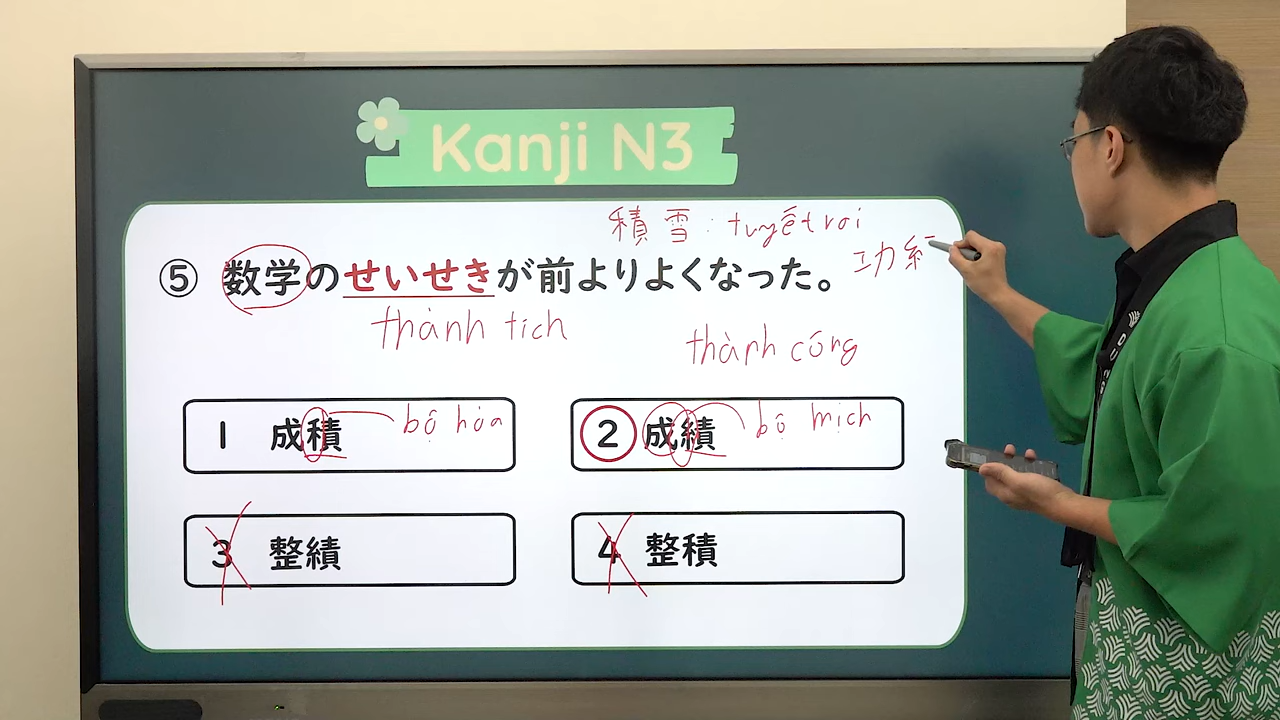 Kanji N3
積雪: tuyết rơi
⑤ 数学のせいせきが前よりよくなった。
功
thành tích
thành công
1 成積
bộ hòa
2 成績
bộ mịch
3 整績
4 整積